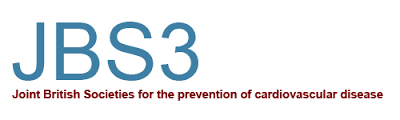 JBS3
Joint British Societies for the prevention of cardiovascular disease